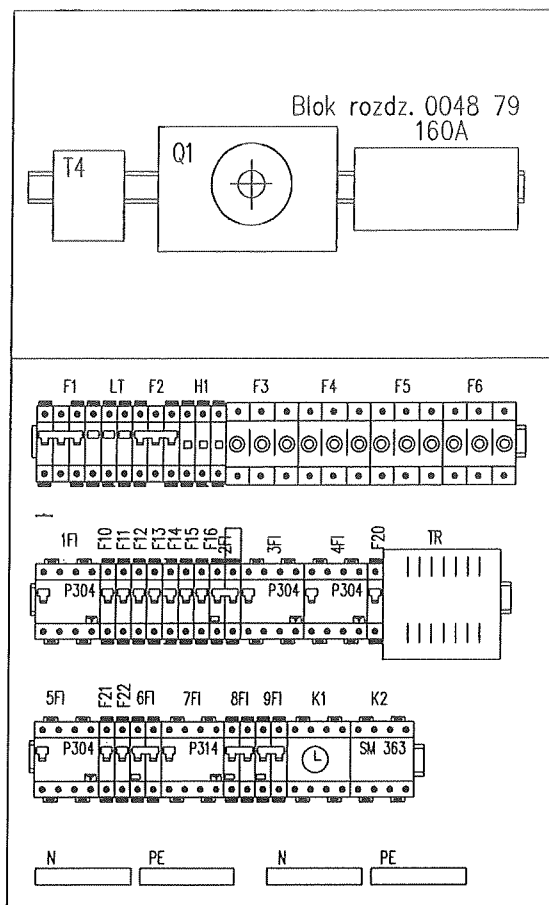 Blok rozdz. 0048 79
160A
T4
Q1
F1 LT F2 H1 F3 F4 F5 F6
1FI F10 F11 F12 F13 F14 F15 F16 2FI 3FI 4FI F20 TR
P304 P304 P304
5FI F21 F22 6FI 7FI 8FI 9FI K1 K2
P304 P314 SM 363
N PE N PE